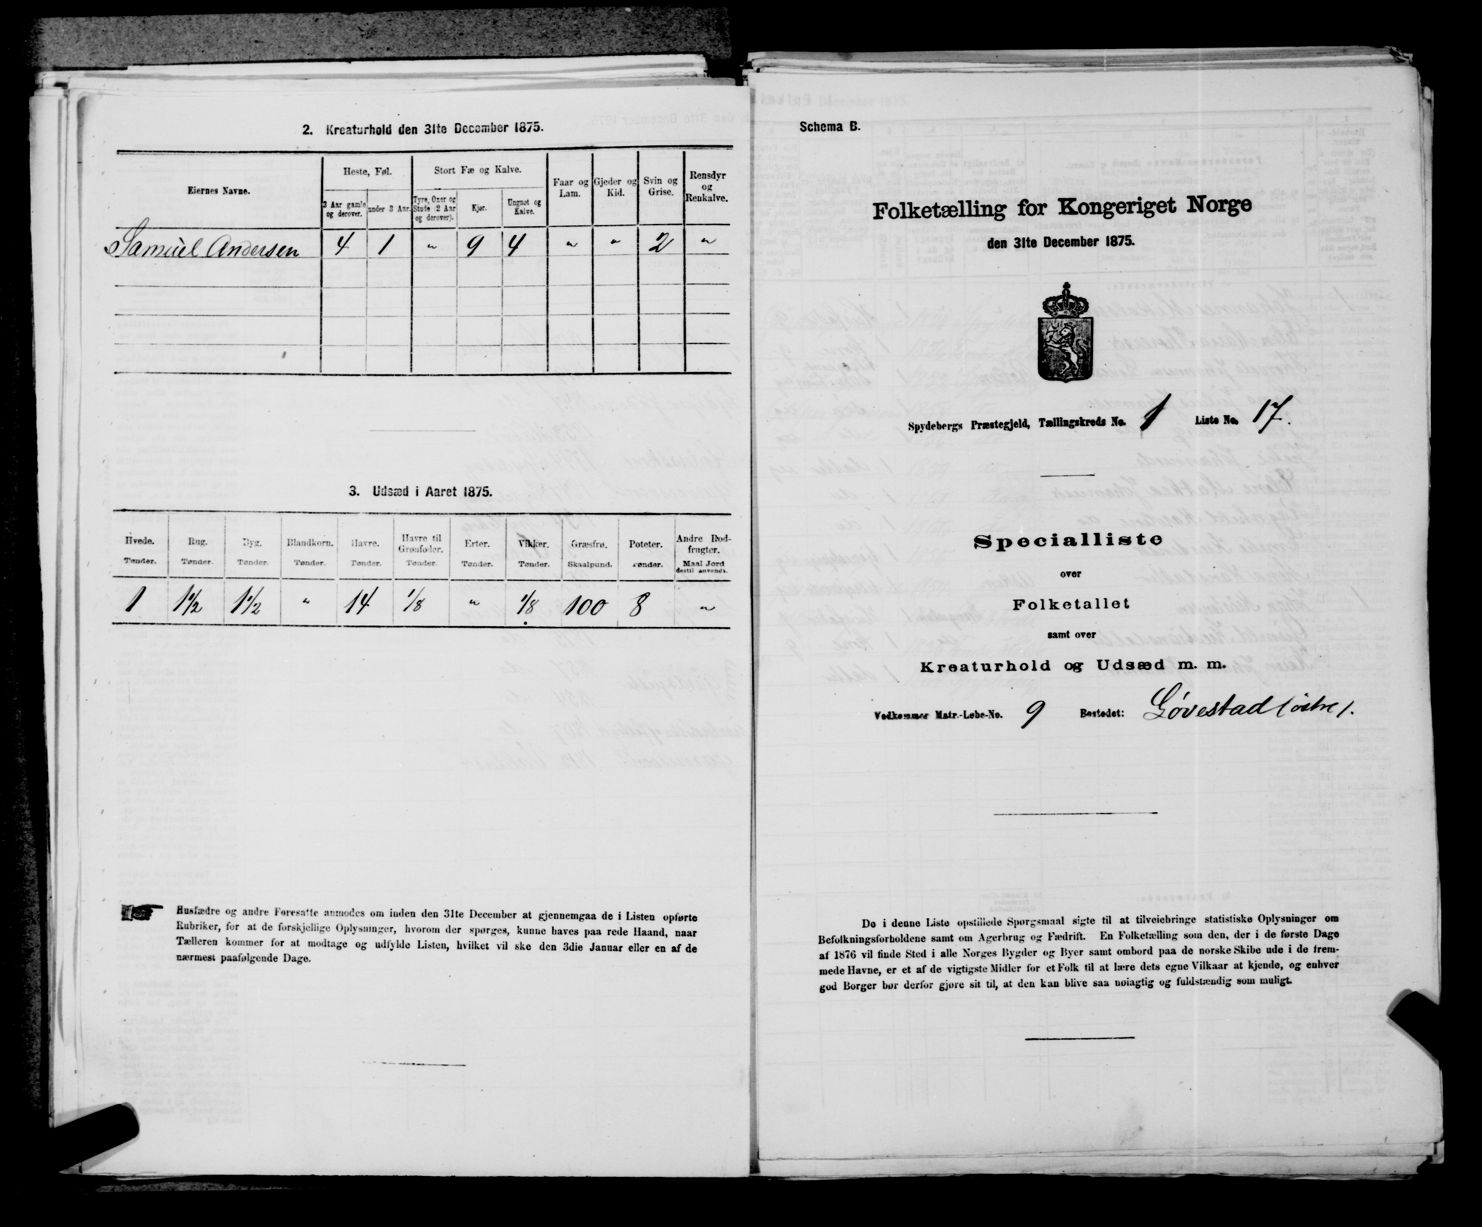 2. Kreaturhold den 31te December 1875.
Eiernes Navne.
Heste, Føl.
Stort Fæ og Kalve.
Faar og Lam.
Gjeder og Kid.
Svin og Grise.
Rensdyr og Renkalve.
3 Aar gamle og derover.
under 3 Aar.
Tyre, Oxer og Stude (2 Aar og derover).
Kjør.
Ungnøt og Kalve.
Samuel Andersen 4 1 " 9 4 " " 2 "
3. Udsæd i Aaret 1875.
Hvede. Rug. Byg. Blandkorn. Havre. Havre til Grønfoder. Erter. Vikker. Græsfrø. Poteter. Andre Rodfrugter.
Tønder. Tønder. Tønder. Tønder. Tønder. Tønder. Tønder. Tønder. Skaalpund. Tønder. Maal Jord dertil anvendt.
1 1 1/2 1 1/2 " 14 1/8 " 1/8 100 8 "
Husfædre og andre Foresatte anmodes om inden den 31te December at gjennemgaa de i Listen opførte
Rubriker, for at de forskjellige Oplysninger, hvorom der spørges, kunne haves paa rede Haand, naar
Tælleren kommer for at modtage og udfylde Listen, hvilket vil ske den 3die Januar eller en af de
nærmest paafølgende Dage.
Schema B.
Folketælling for Kongeriget Norge
den 31te December 1875.
Spydebergs Præstegjeld, Tællingskreds No. 1 Liste No. 17.
Specialliste
over
Folketallet
samt over
Kreaturhold og Udsæd m. m.
Vedkommer Matr.-Løbe-No. 9 Bostedet: Løvestad (østre).
De i denne Liste opstillede Spørgsmaal sigte til at tilveiebringe statistiske Oplysninger om
Befolkningsforholdene samt om Agerbrug og Fædrift. En Folketælling som den, der i de første Dage
af 1876 vil finde Sted i alle Norges Bygder og Byer samt ombord paa de norske Skibe ude i de frem-
mede Havne, er et af de vigtigste Midler for et Folk til at lære dets egne Vilkaar at kjende, og enhver
god Borger bør derfor gjøre sit til, at den kan blive saa nøiagtig og fuldstændig som muligt.